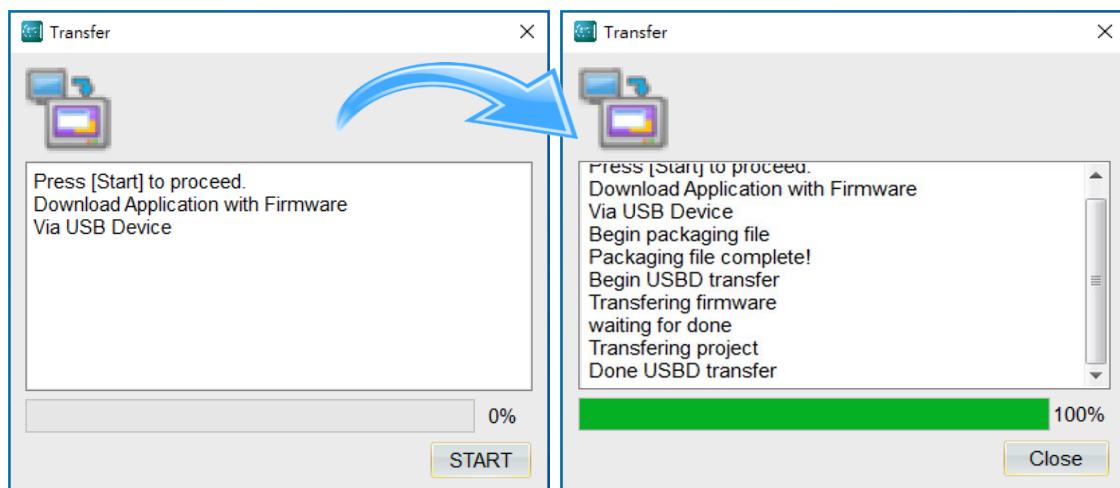 Transfer
Press [Start] to proceed.
Download Application with Firmware
Via USB Device
0%
START
Transfer
Press [Start] to proceed.
Download Application with Firmware
Via USB Device
Begin packaging file
Packaging file complete!
Begin USBD transfer
Transfering firmware
waiting for done
Transfering project
Done USBD transfer
100%
Close